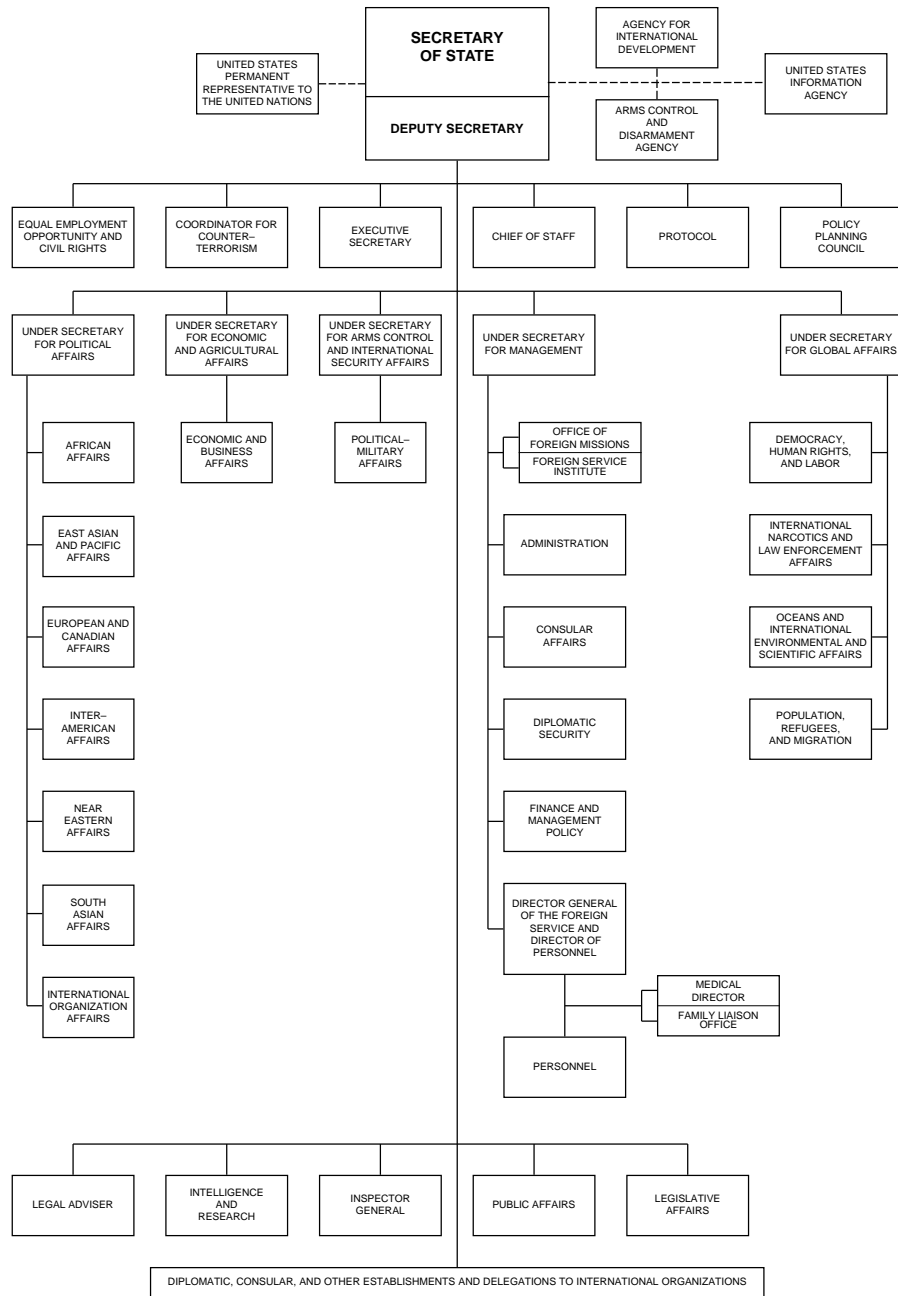 SECRETARY
OF STATE
DEPUTY SECRETARY
UNITED STATES
PERMANENT
REPRESENTATIVE TO
THE UNITED NATIONS
AGENCY FOR
INTERNATIONAL
DEVELOPMENT
UNITED STATES
INFORMATION
AGENCY
ARMS CONTROL
AND
DISARMAMENT
AGENCY
EQUAL EMPLOYMENT
OPPORTUNITY AND
CIVIL RIGHTS
COORDINATOR FOR
COUNTER–
TERRORISM
EXECUTIVE
SECRETARY
CHIEF OF STAFF
PROTOCOL
POLICY
PLANNING
COUNCIL
UNDER SECRETARY
FOR POLITICAL
AFFAIRS
UNDER SECRETARY
FOR ECONOMIC
AND AGRICULTURAL
AFFAIRS
UNDER SECRETARY
FOR ARMS CONTROL
AND INTERNATIONAL
SECURITY AFFAIRS
UNDER SECRETARY
FOR MANAGEMENT
UNDER SECRETARY
FOR GLOBAL AFFAIRS
AFRICAN
AFFAIRS
EAST ASIAN
AND PACIFIC
AFFAIRS
EUROPEAN AND
CANADIAN
AFFAIRS
INTER–
AMERICAN
AFFAIRS
NEAR
EASTERN
AFFAIRS
SOUTH
ASIAN
AFFAIRS
INTERNATIONAL
ORGANIZATION
AFFAIRS
ECONOMIC AND
BUSINESS
AFFAIRS
POLITICAL–
MILITARY
AFFAIRS
OFFICE OF
FOREIGN MISSIONS
FOREIGN SERVICE
INSTITUTE
ADMINISTRATION
CONSULAR
AFFAIRS
DIPLOMATIC
SECURITY
FINANCE AND
MANAGEMENT
POLICY
DIRECTOR GENERAL
OF THE FOREIGN
SERVICE AND
DIRECTOR OF
PERSONNEL
MEDICAL
DIRECTOR
FAMILY LIAISON
OFFICE
PERSONNEL
DEMOCRACY,
HUMAN RIGHTS,
AND LABOR
INTERNATIONAL
NARCOTICS AND
LAW ENFORCEMENT
AFFAIRS
OCEANS AND
INTERNATIONAL
ENVIRONMENTAL AND
SCIENTIFIC AFFAIRS
POPULATION,
REFUGEES,
AND MIGRATION
LEGAL ADVISER
INTELLIGENCE
AND
RESEARCH
INSPECTOR
GENERAL
PUBLIC AFFAIRS
LEGISLATIVE
AFFAIRS
DIPLOMATIC, CONSULAR, AND OTHER ESTABLISHMENTS AND DELEGATIONS TO INTERNATIONAL ORGANIZATIONS